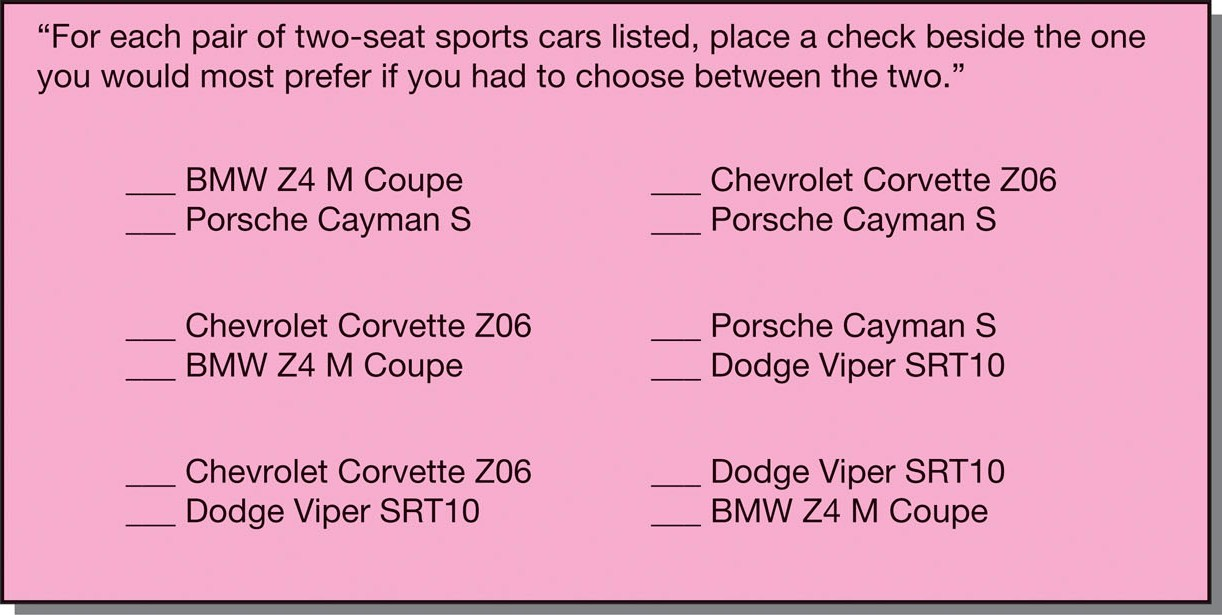 “For each pair of two-seat sports cars listed, place a check beside the one
you would most prefer if you had to choose between the two.”
___ BMW Z4 M Coupe
___ Porsche Cayman S
___ Chevrolet Corvette Z06
___ Porsche Cayman S
___ Chevrolet Corvette Z06
___ BMW Z4 M Coupe
___ Porsche Cayman S
___ Dodge Viper SRT10
___ Chevrolet Corvette Z06
___ Dodge Viper SRT10
___ Dodge Viper SRT10
___ BMW Z4 M Coupe